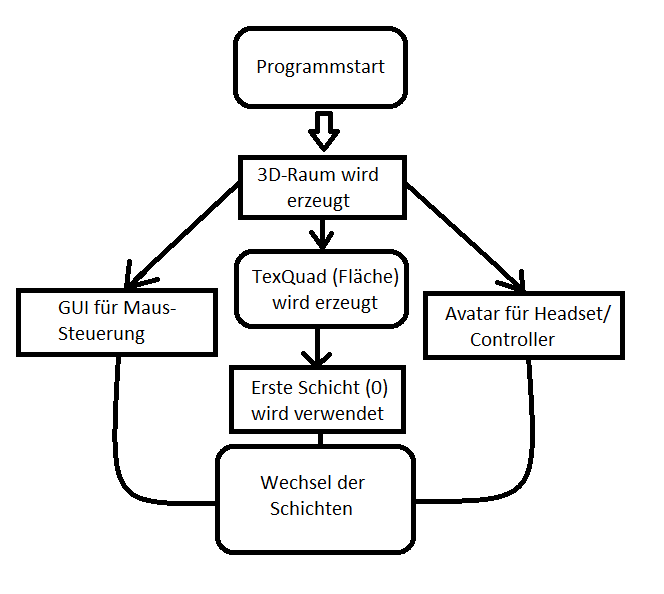 Programmstart
3D-Raum wird
erzeugt
TexQuad (Fläche)
wird erzeugt
GUI für Maus-
Steuerung
Avatar für Headset/
Controller
Erste Schicht (0)
wird verwendet
Wechsel der
Schichten